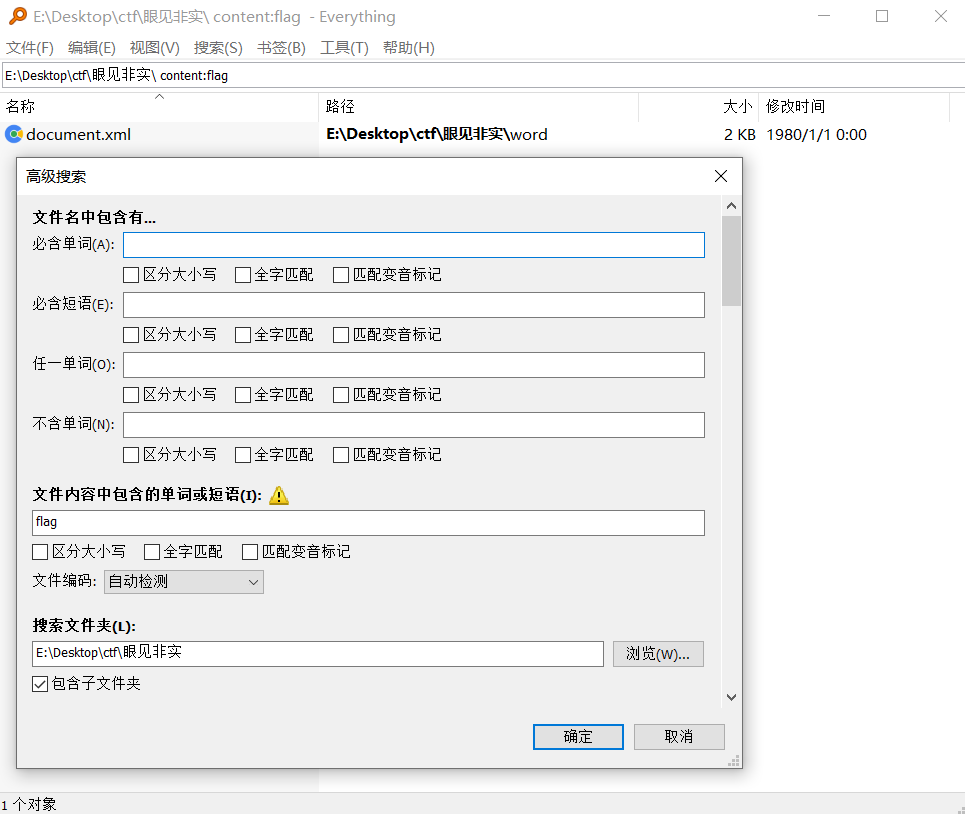 E:\Desktop\ctf\眼见非实\ content:flag - Everything
文件(F) 编辑(E) 视图(V) 搜索(S) 书签(B) 工具(T) 帮助(H)
E:\Desktop\ctf\眼见非实\ content:flag
名称 路径 大小 修改时间
document.xml E:\Desktop\ctf\眼见非实\word 2 KB 1980/1/1 0:00
高级搜索
文件名中包含有...
必含单词(A):
区分大小写 全字匹配 匹配变音标记
必含短语(E):
区分大小写 全字匹配 匹配变音标记
任一单词(O):
区分大小写 全字匹配 匹配变音标记
不含单词(N):
区分大小写 全字匹配 匹配变音标记
文件内容中包含的单词或短语(I):
flag
区分大小写 全字匹配 匹配变音标记
文件编码: 自动检测
搜索文件夹(L):
E:\Desktop\ctf\眼见非实 浏览(W)...
包含子文件夹
确定 取消
1 个对象